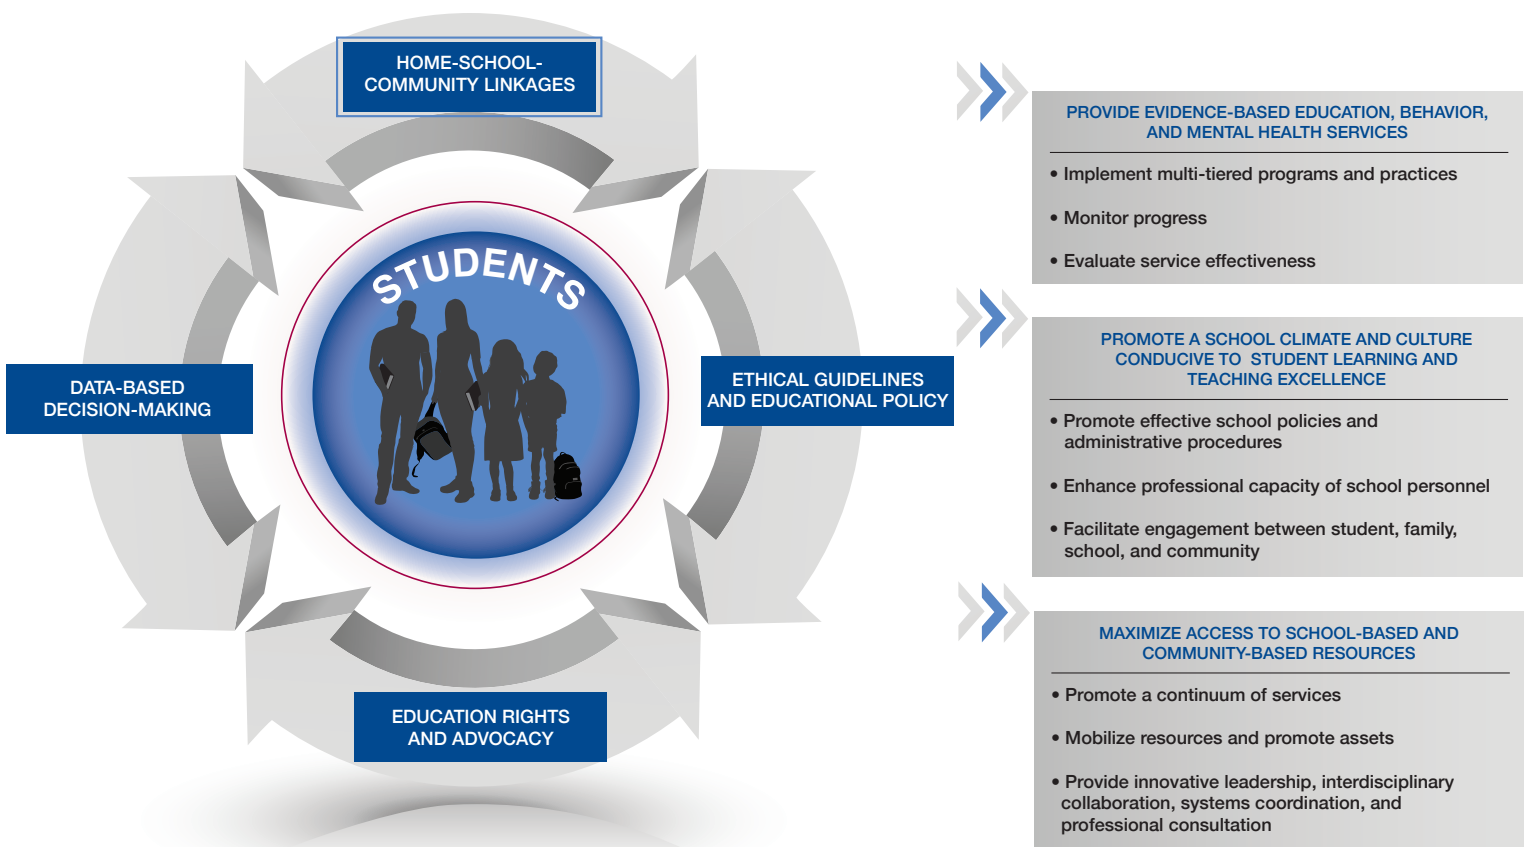 HOME-SCHOOL-
COMMUNITY LINKAGES
STUDENTS
DATA-BASED
DECISION-MAKING
ETHICAL GUIDELINES
AND EDUCATIONAL POLICY
EDUCATION RIGHTS
AND ADVOCACY
PROVIDE EVIDENCE-BASED EDUCATION, BEHAVIOR,
AND MENTAL HEALTH SERVICES
• Implement multi-tiered programs and practices
• Monitor progress
• Evaluate service effectiveness
PROMOTE A SCHOOL CLIMATE AND CULTURE
CONDUCIVE TO STUDENT LEARNING AND
TEACHING EXCELLENCE
• Promote effective school policies and
administrative procedures
• Enhance professional capacity of school personnel
• Facilitate engagement between student, family,
school, and community
MAXIMIZE ACCESS TO SCHOOL-BASED AND
COMMUNITY-BASED RESOURCES
• Promote a continuum of services
• Mobilize resources and promote assets
• Provide innovative leadership, interdisciplinary
collaboration, systems coordination, and
professional consultation